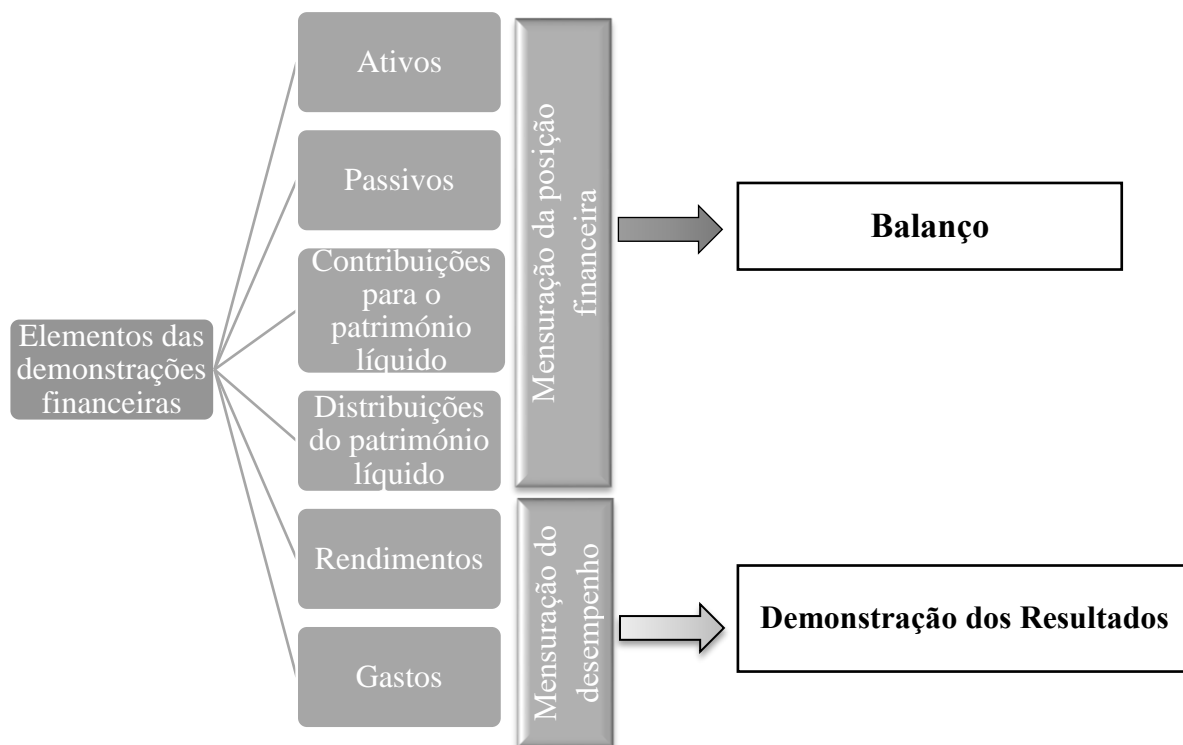 Elementos das
demonstrações
financeiras
Ativos
Passivos
Contribuições
para o
património
líquido
Distribuições
do património
líquido
Rendimentos
Gastos
Mensuração da posição
financeira
Mensuração do
desempenho
Balanço
Demonstração dos Resultados